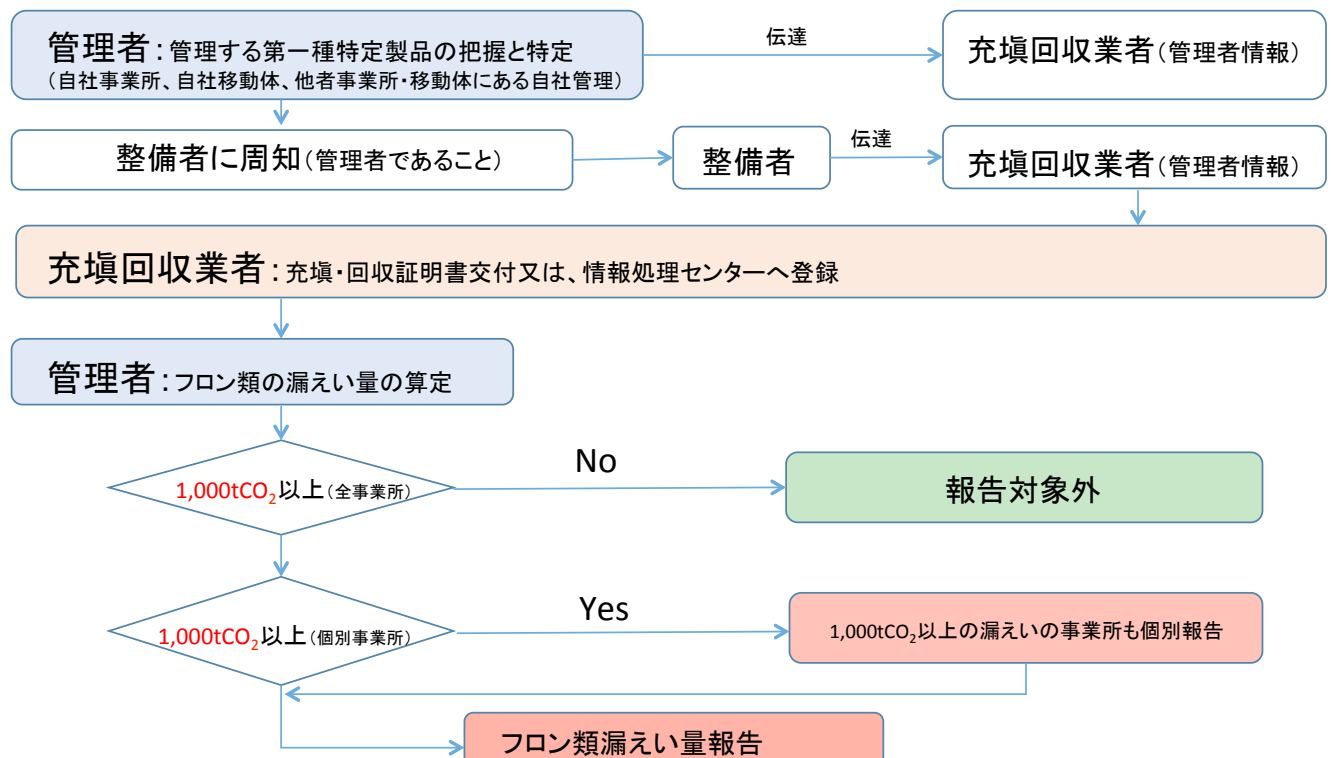 管理者：管理する第一種特定製品の把握と特定
（自社事業所、自社移動体、他者事業所・移動体にある自社管理）
伝達
充塡回収業者（管理者情報）
整備者に周知（管理者であること）
整備者
伝達
充塡回収業者（管理者情報）
充塡回収業者：充塡・回収証明書交付又は、情報処理センターへ登録
管理者：フロン類の漏えい量の算定
1,000tCO2以上（全事業所）
No
報告対象外
1,000tCO2以上（個別事業所）
Yes
1,000tCO2以上の漏えいの事業所も個別報告
フロン類漏えい量報告